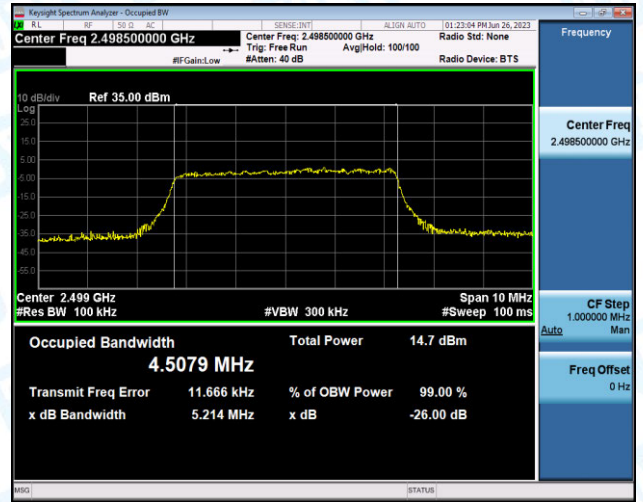 Keysight Spectrum Analyzer - Occupied BW
LXI RL RF 50 Ω AC SENSE:INT ALIGN AUTO 01:23:04 PM Jun 26, 2023
Center Freq 2.498500000 GHz
Center Freq: 2.498500000 GHz
Radio Std: None
Trig: Free Run Avg|Hold: 100/100
#IFGain:Low #Atten: 40 dB Radio Device: BTS
Frequency
10 dB/div Ref 35.00 dBm
Log
25.0
15.0
5.00
-5.00
-15.0
-25.0
-35.0
-45.0
-55.0
Center 2.499 GHz Span 10 MHz
#Res BW 100 kHz #VBW 300 kHz #Sweep 100 ms
Occupied Bandwidth Total Power 14.7 dBm
4.5079 MHz
Transmit Freq Error 11.666 kHz % of OBW Power 99.00 %
x dB Bandwidth 5.214 MHz x dB -26.00 dB
Center Freq
2.498500000 GHz
CF Step
1.000000 MHz
Auto Man
Freq Offset
0 Hz
MSG STATUS